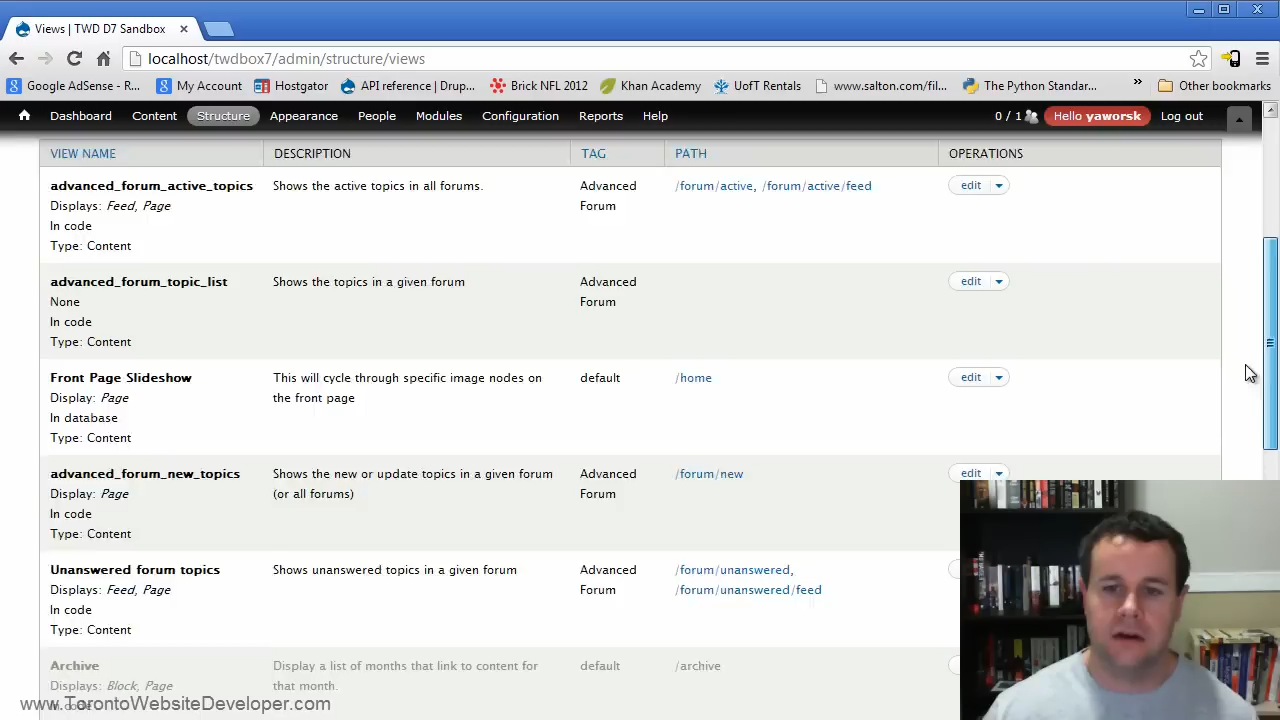 Views | TWD D7 Sandbox
localhost/twdbox7/admin/structure/views
Google AdSense - R... My Account Hostgator API reference | Drup... Brick NFL 2012 Khan Academy UofT Rentals www.salton.com/fil... The Python Standar... » Other bookmarks
Dashboard Content Structure Appearance People Modules Configuration Reports Help 0 / 1 Hello yaworsk Log out
VIEW NAME DESCRIPTION TAG PATH OPERATIONS
advanced_forum_active_topics Shows the active topics in all forums. Advanced /forum/active, /forum/active/feed edit
Displays: Feed, Page Forum
In code
Type: Content
advanced_forum_topic_list Shows the topics in a given forum Advanced edit
None Forum
In code
Type: Content
Front Page Slideshow This will cycle through specific image nodes on default /home edit
Display: Page the front page
In database
Type: Content
advanced_forum_new_topics Shows the new or update topics in a given forum Advanced /forum/new edit
Display: Page (or all forums) Forum
In code
Type: Content
Unanswered forum topics Shows unanswered topics in a given forum Advanced /forum/unanswered,
Displays: Feed, Page Forum /forum/unanswered/feed
In code
Type: Content
Archive Display a list of months that link to content for default /archive
Displays: Block, Page that month.
In code
www.TorontoWebsiteDeveloper.com